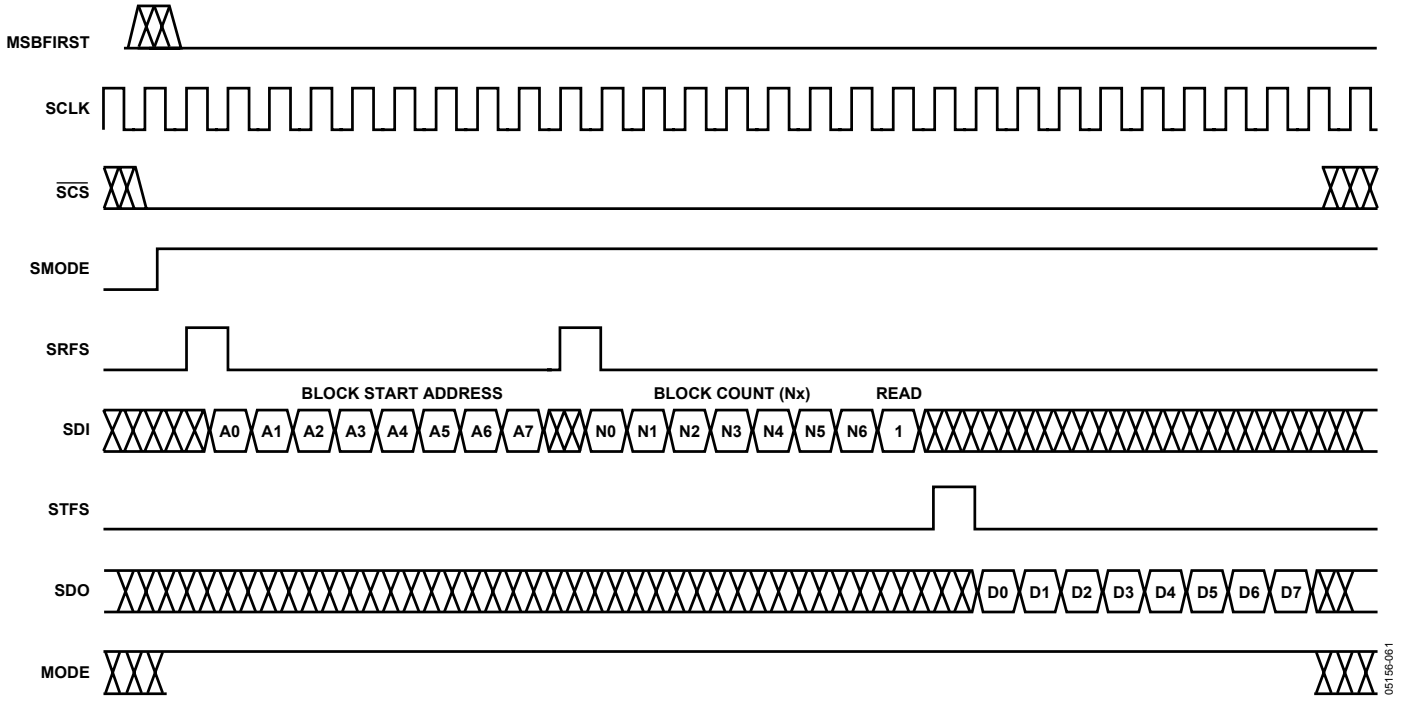 MSBFIRST
SCLK
SCS
SMODE
SRFS
BLOCK START ADDRESS BLOCK COUNT (Nx) READ
SDI A0 A1 A2 A3 A4 A5 A6 A7 N0 N1 N2 N3 N4 N5 N6 1
STFS
SDO D0 D1 D2 D3 D4 D5 D6 D7
MODE
05156-061